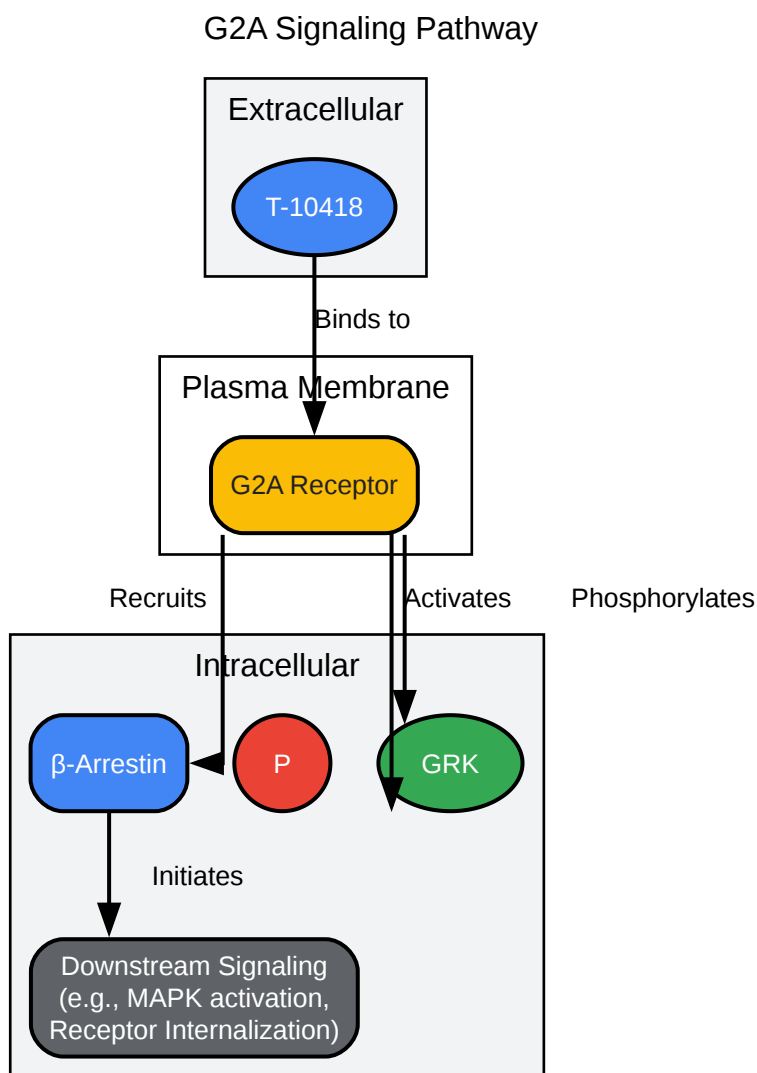 G2A Signaling Pathway
Extracellular
T-10418
Binds to
Plasma Membrane
G2A Receptor
Recruits
Activates
Phosphorylates
Intracellular
β-Arrestin
P
GRK
Initiates
Downstream Signaling
(e.g., MAPK activation,
Receptor Internalization)